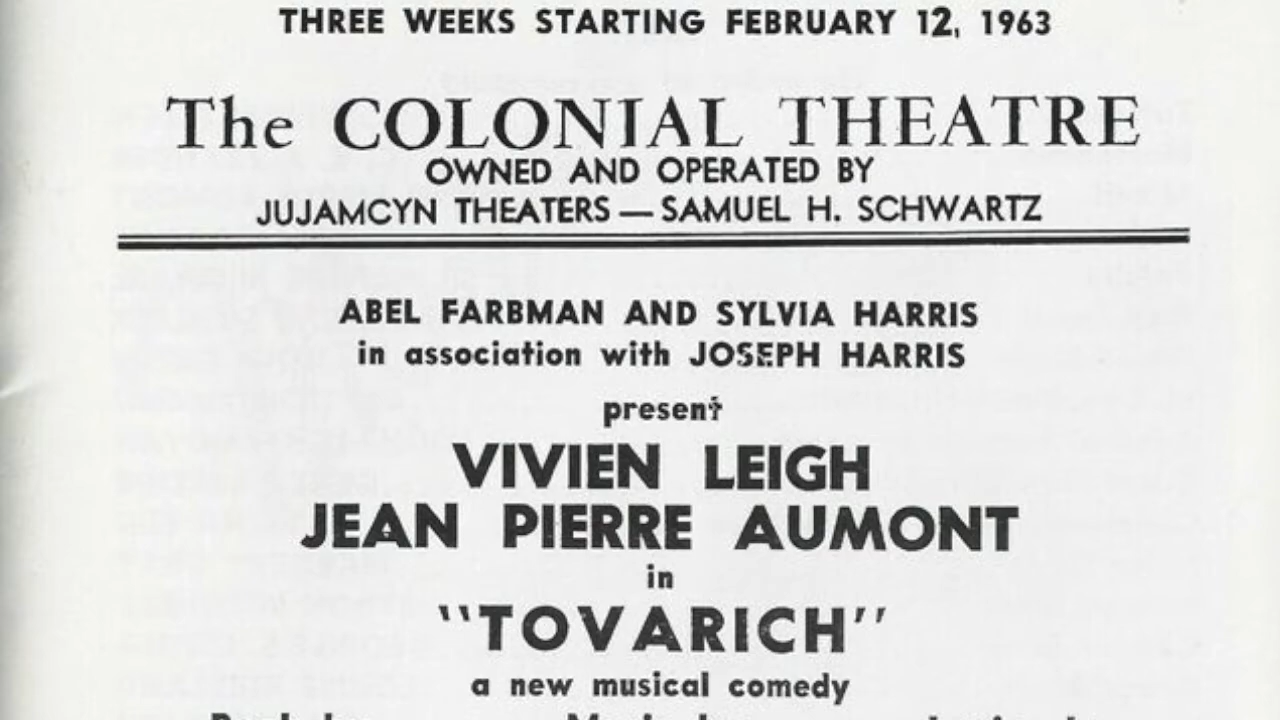 THREE WEEKS STARTING FEBRUARY 12, 1963
The COLONIAL THEATRE
OWNED AND OPERATED BY
JUJAMCYN THEATERS — SAMUEL H. SCHWARTZ
ABEL FARBMAN AND SYLVIA HARRIS
in association with JOSEPH HARRIS
present
VIVIEN LEIGH
JEAN PIERRE AUMONT
in
"TOVARICH"
a new musical comedy